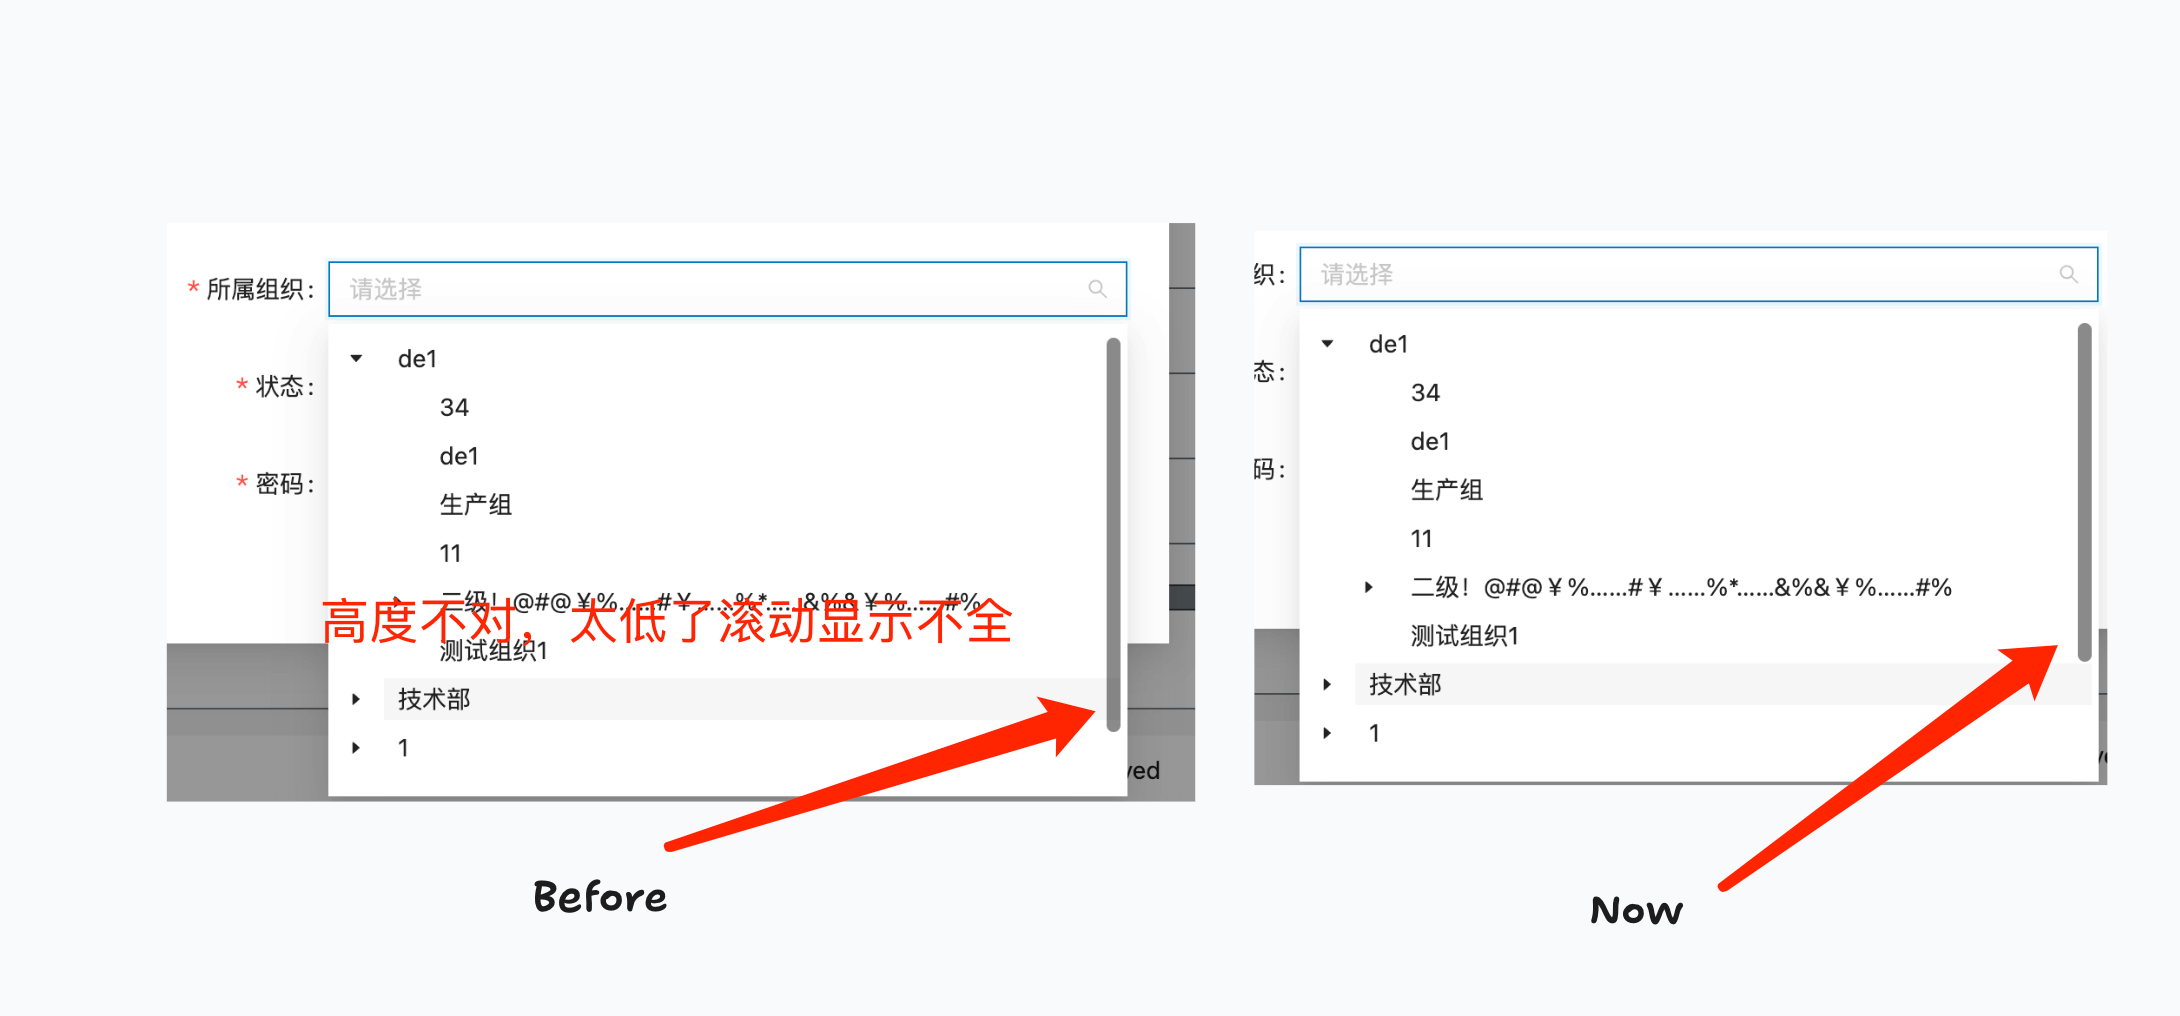 * 所属组织:
请选择
de1
34
* 状态:
de1
* 密码:
生产组
11
二级！@#@￥%……#￥……%*……&%&￥%……#%
高度不对，太低了滚动显示不全
测试组织1
技术部
1
ved
Before
织:
请选择
de1
态:
34
de1
码:
生产组
11
二级！@#@￥%……#￥……%*……&%&￥%……#%
测试组织1
技术部
1
Now